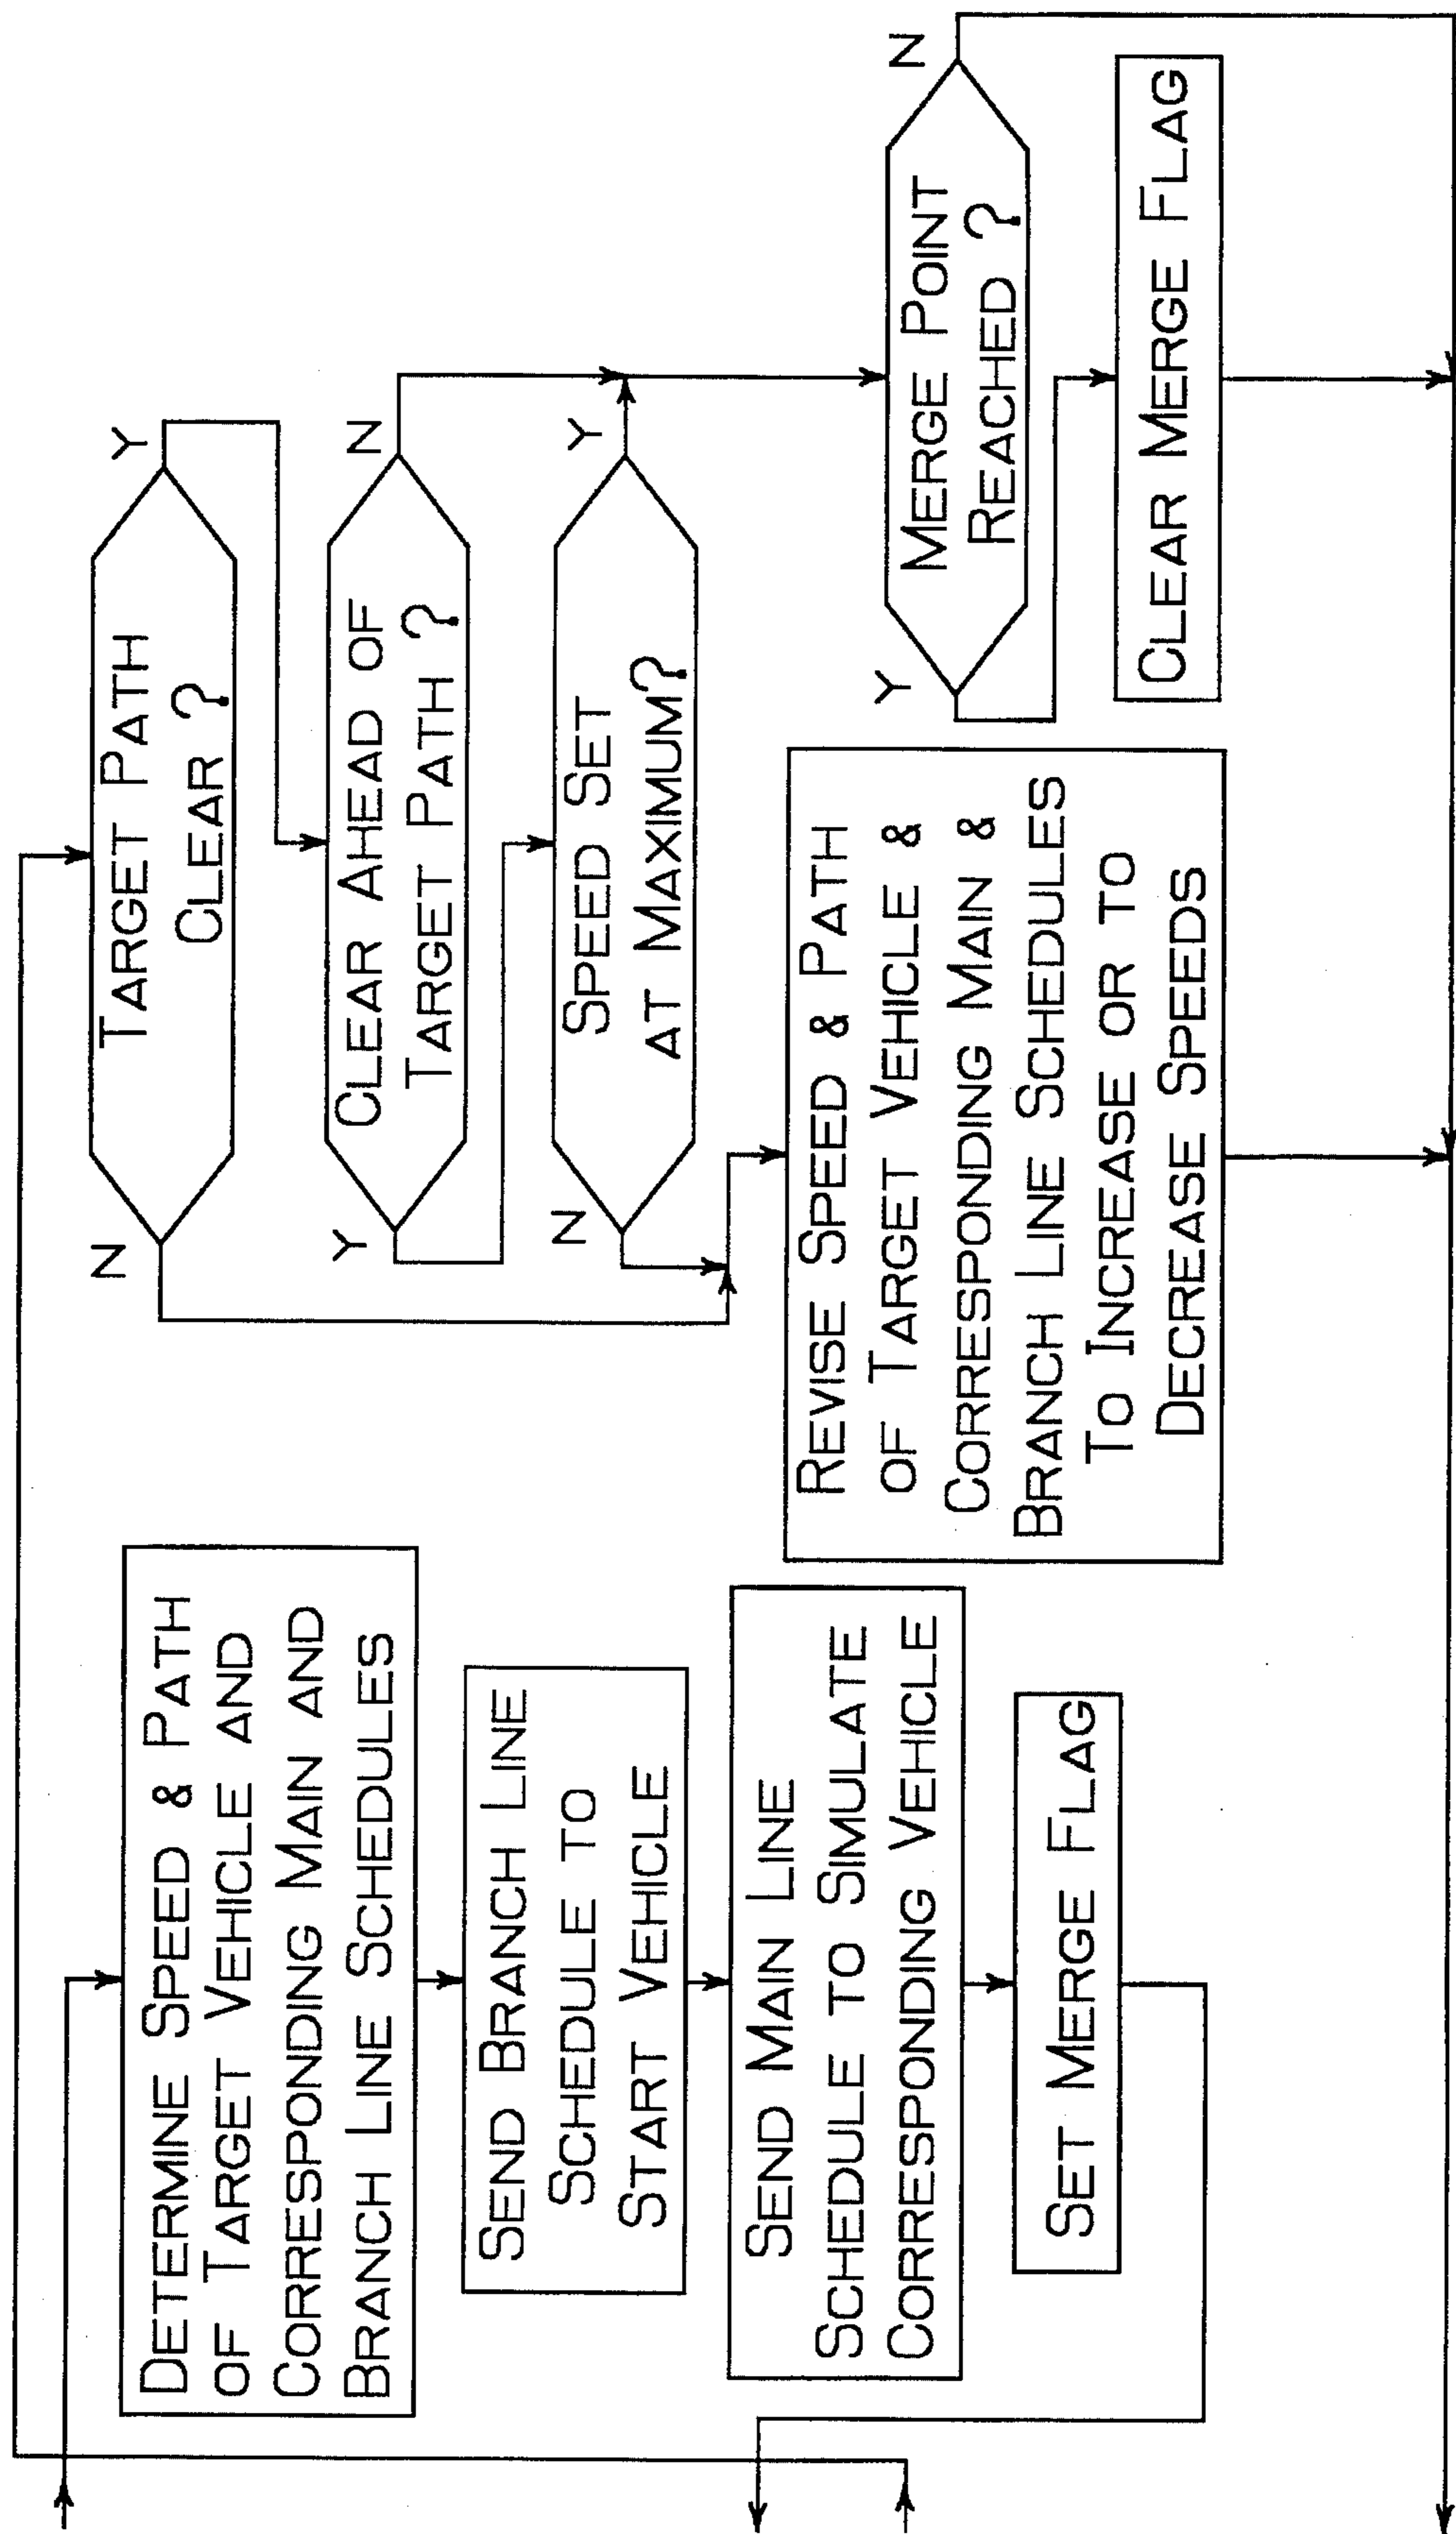 DETERMINE SPEED & PATH
OF TARGET VEHICLE AND
CORRESPONDING MAIN AND
BRANCH LINE SCHEDULES
SEND BRANCH LINE
SCHEDULE TO
START VEHICLE
SEND MAIN LINE
SCHEDULE TO SIMULATE
CORRESPONDING VEHICLE
SET MERGE FLAG
N
TARGET PATH
CLEAR ?
Y
Y
CLEAR AHEAD OF
TARGET PATH ?
N
N
SPEED SET
AT MAXIMUM?
Y
REVISE SPEED & PATH
OF TARGET VEHICLE &
CORRESPONDING MAIN &
BRANCH LINE SCHEDULES
TO INCREASE OR TO
DECREASE SPEEDS
Y
MERGE POINT
REACHED ?
N
CLEAR MERGE FLAG